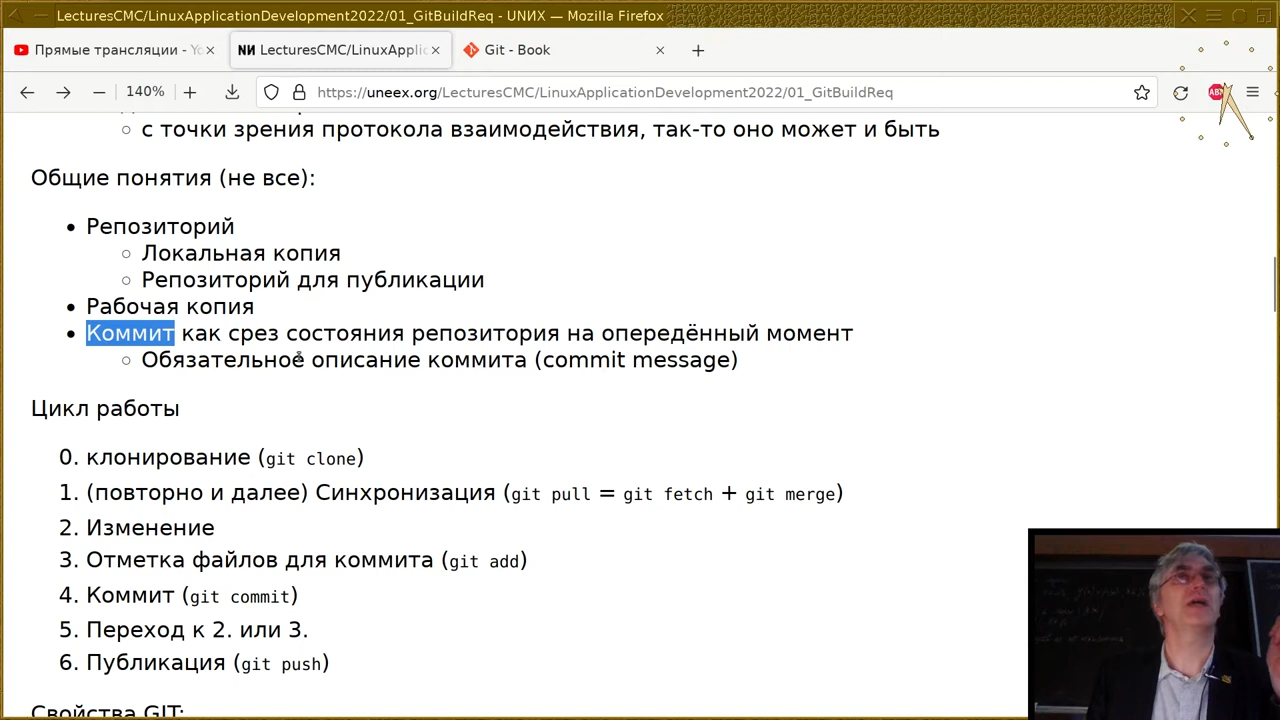 LecturesCMC/LinuxApplicationDevelopment2022/01_GitBuildReq - UNИX — Mozilla Firefox
Прямые трансляции - Yo
NИ LecturesCMC/LinuxApplic
Git - Book
140%
https://uneex.org/LecturesCMC/LinuxApplicationDevelopment2022/01_GitBuildReq
с точки зрения протокола взаимодействия, так-то оно может и быть
Общие понятия (не все):
Репозиторий
Локальная копия
Репозиторий для публикации
Рабочая копия
Коммит как срез состояния репозитория на опередённый момент
Обязательное описание коммита (commit message)
Цикл работы
0. клонирование (git clone)
1. (повторно и далее) Синхронизация (git pull = git fetch + git merge)
2. Изменение
3. Отметка файлов для коммита (git add)
4. Коммит (git commit)
5. Переход к 2. или 3.
6. Публикация (git push)
Свойства GIT: